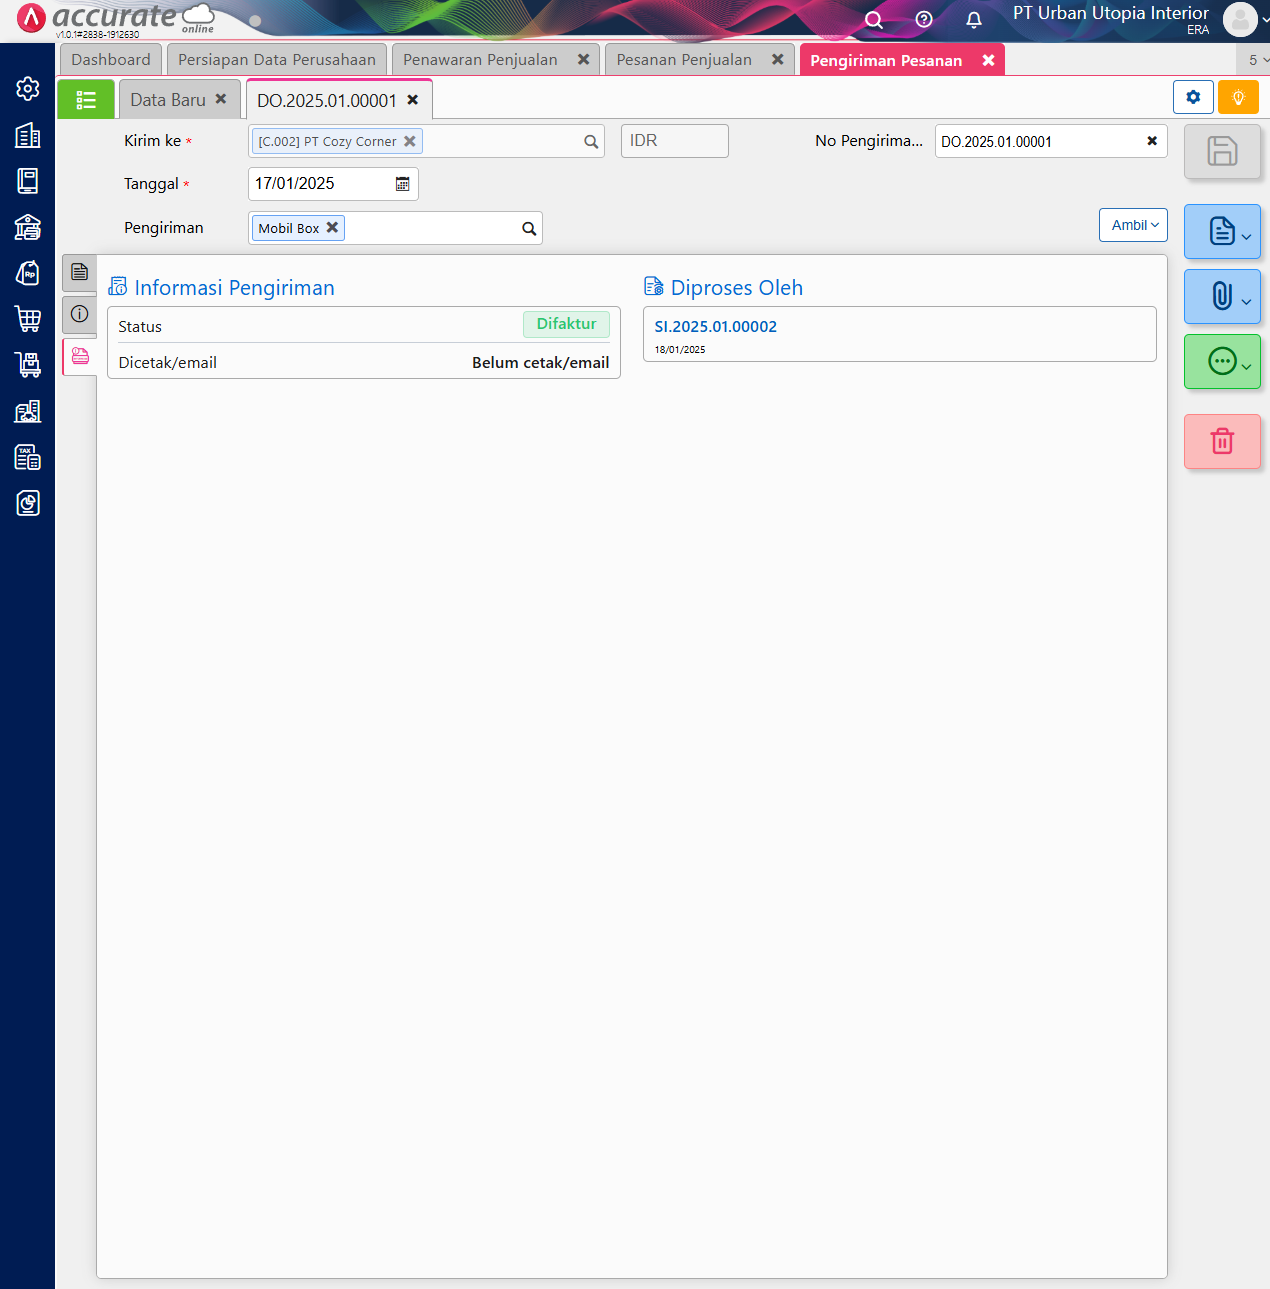 accurate
online
v1.0.1#2838-1912630
PT Urban Utopia Interior
ERA
Dashboard
Persiapan Data Perusahaan
Penawaran Penjualan
Pesanan Penjualan
Pengiriman Pesanan
5
Data Baru
DO.2025.01.00001
Kirim ke *
[C.002] PT Cozy Corner
IDR
No Pengirima...
DO.2025.01.00001
Tanggal *
17/01/2025
Pengiriman
Mobil Box
Ambil
Informasi Pengiriman
Status
Difaktur
Dicetak/email
Belum cetak/email
Diproses Oleh
SI.2025.01.00002
18/01/2025
Rp
TAX